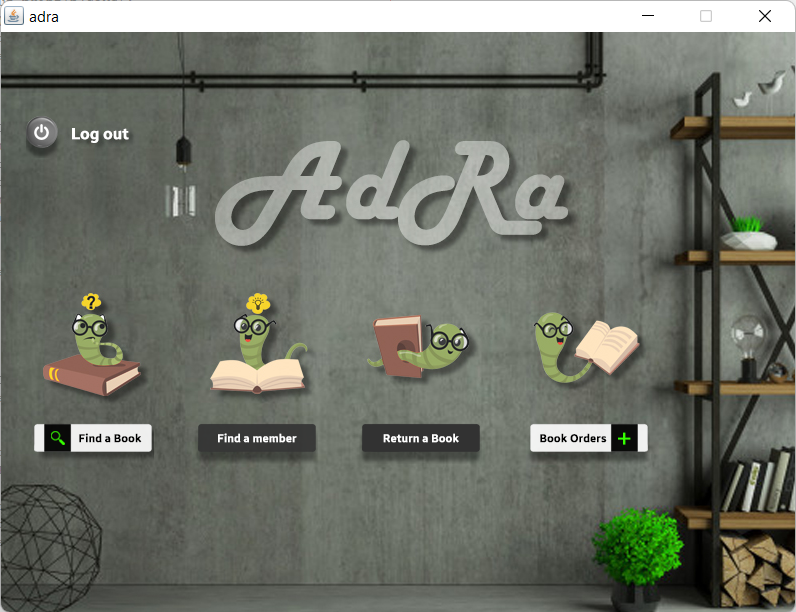 adra
Log out
AdRa
?
Find a Book
Find a member
Return a Book
Book Orders